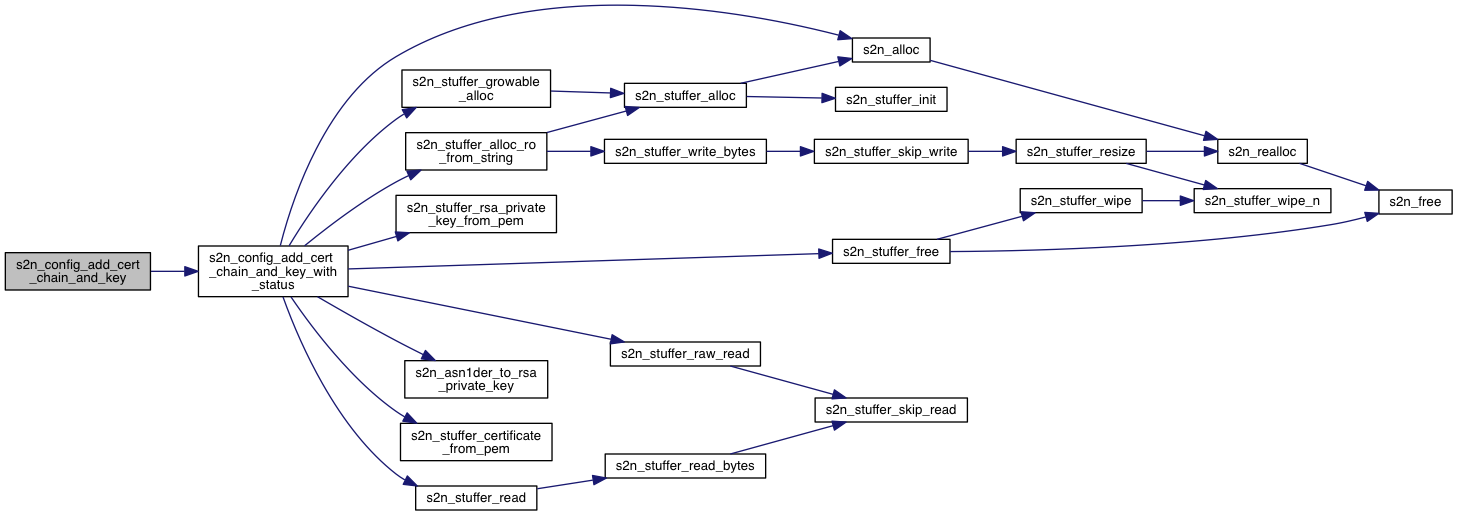 s2n_config_add_cert
_chain_and_key
s2n_config_add_cert
_chain_and_key_with
_status
s2n_stuffer_growable
_alloc
s2n_stuffer_alloc_ro
_from_string
s2n_stuffer_rsa_private
_key_from_pem
s2n_asn1der_to_rsa
_private_key
s2n_stuffer_certificate
_from_pem
s2n_stuffer_read
s2n_stuffer_alloc
s2n_stuffer_write_bytes
s2n_stuffer_raw_read
s2n_stuffer_read_bytes
s2n_alloc
s2n_stuffer_init
s2n_stuffer_skip_write
s2n_stuffer_free
s2n_stuffer_skip_read
s2n_stuffer_resize
s2n_stuffer_wipe
s2n_realloc
s2n_stuffer_wipe_n
s2n_free